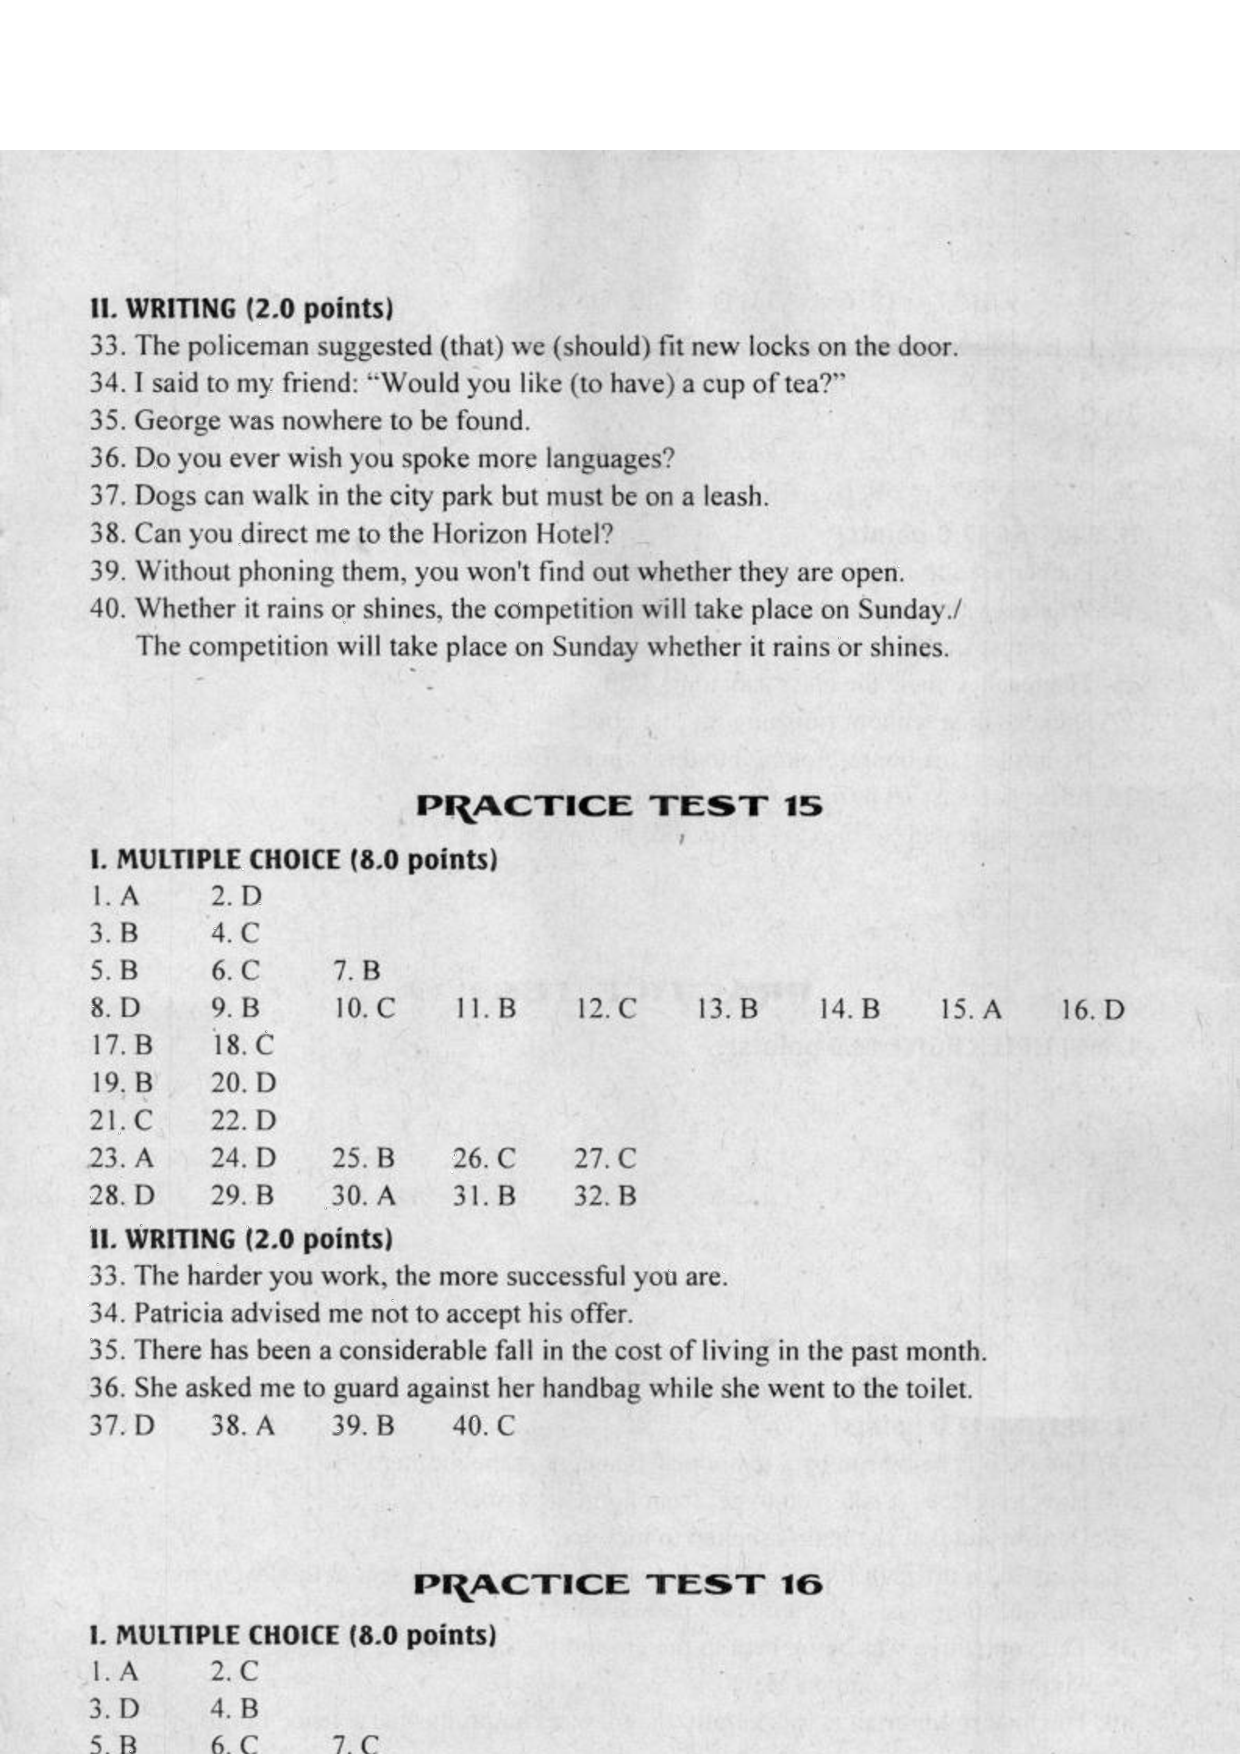 II. WRITING (2.0 points)
33. The policeman suggested (that) we (should) fit new locks on the door.
34. I said to my friend: “Would you like (to have) a cup of tea?”
35. George was nowhere to be found.
36. Do you ever wish you spoke more languages?
37. Dogs can walk in the city park but must be on a leash.
38. Can you direct me to the Horizon Hotel?
39. Without phoning them, you won't find out whether they are open.
40. Whether it rains or shines, the competition will take place on Sunday./
The competition will take place on Sunday whether it rains or shines.
PRACTICE TEST 15
I. MULTIPLE CHOICE (8.0 points)
1. A 2. D
3. B 4. C
5. B 6. C 7. B
8. D 9. B 10. C 11. B 12. C 13. B 14. B 15. A 16. D
17. B 18. C
19. B 20. D
21. C 22. D
23. A 24. D 25. B 26. C 27. C
28. D 29. B 30. A 31. B 32. B
II. WRITING (2.0 points)
33. The harder you work, the more successful you are.
34. Patricia advised me not to accept his offer.
35. There has been a considerable fall in the cost of living in the past month.
36. She asked me to guard against her handbag while she went to the toilet.
37. D 38. A 39. B 40. C
PRACTICE TEST 16
I. MULTIPLE CHOICE (8.0 points)
1. A 2. C
3. D 4. B
5. B 6. C 7. C